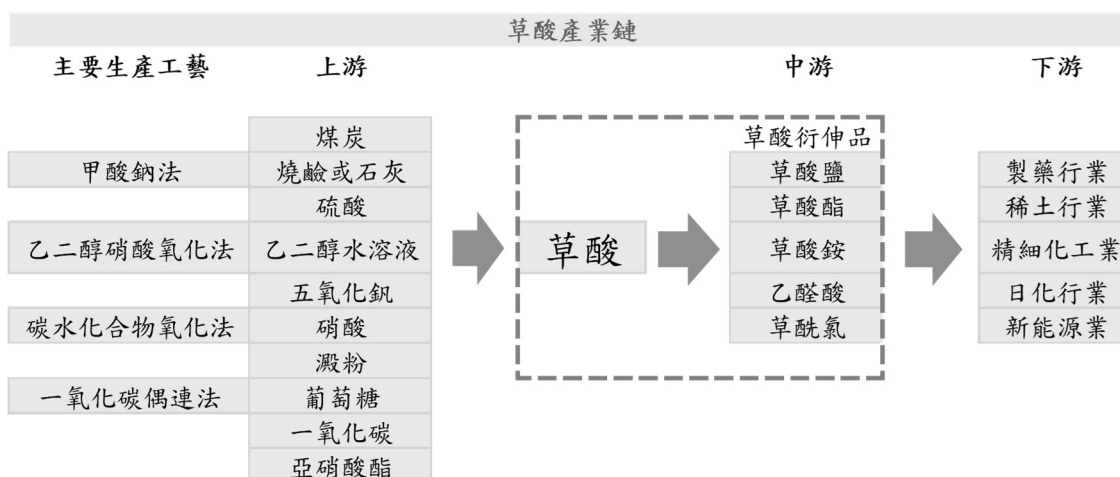 草酸產業鏈
主要生產工藝
上游
中游
下游
甲酸鈉法
乙二醇硝酸氧化法
碳水化合物氧化法
一氧化碳偶連法
煤炭
燒鹼或石灰
硫酸
乙二醇水溶液
五氧化釩
硝酸
澱粉
葡萄糖
一氧化碳
亞硝酸酯
草酸
草酸衍伸品
草酸鹽
草酸酯
草酸銨
乙醛酸
草酰氯
製藥行業
稀土行業
精細化工業
日化行業
新能源業